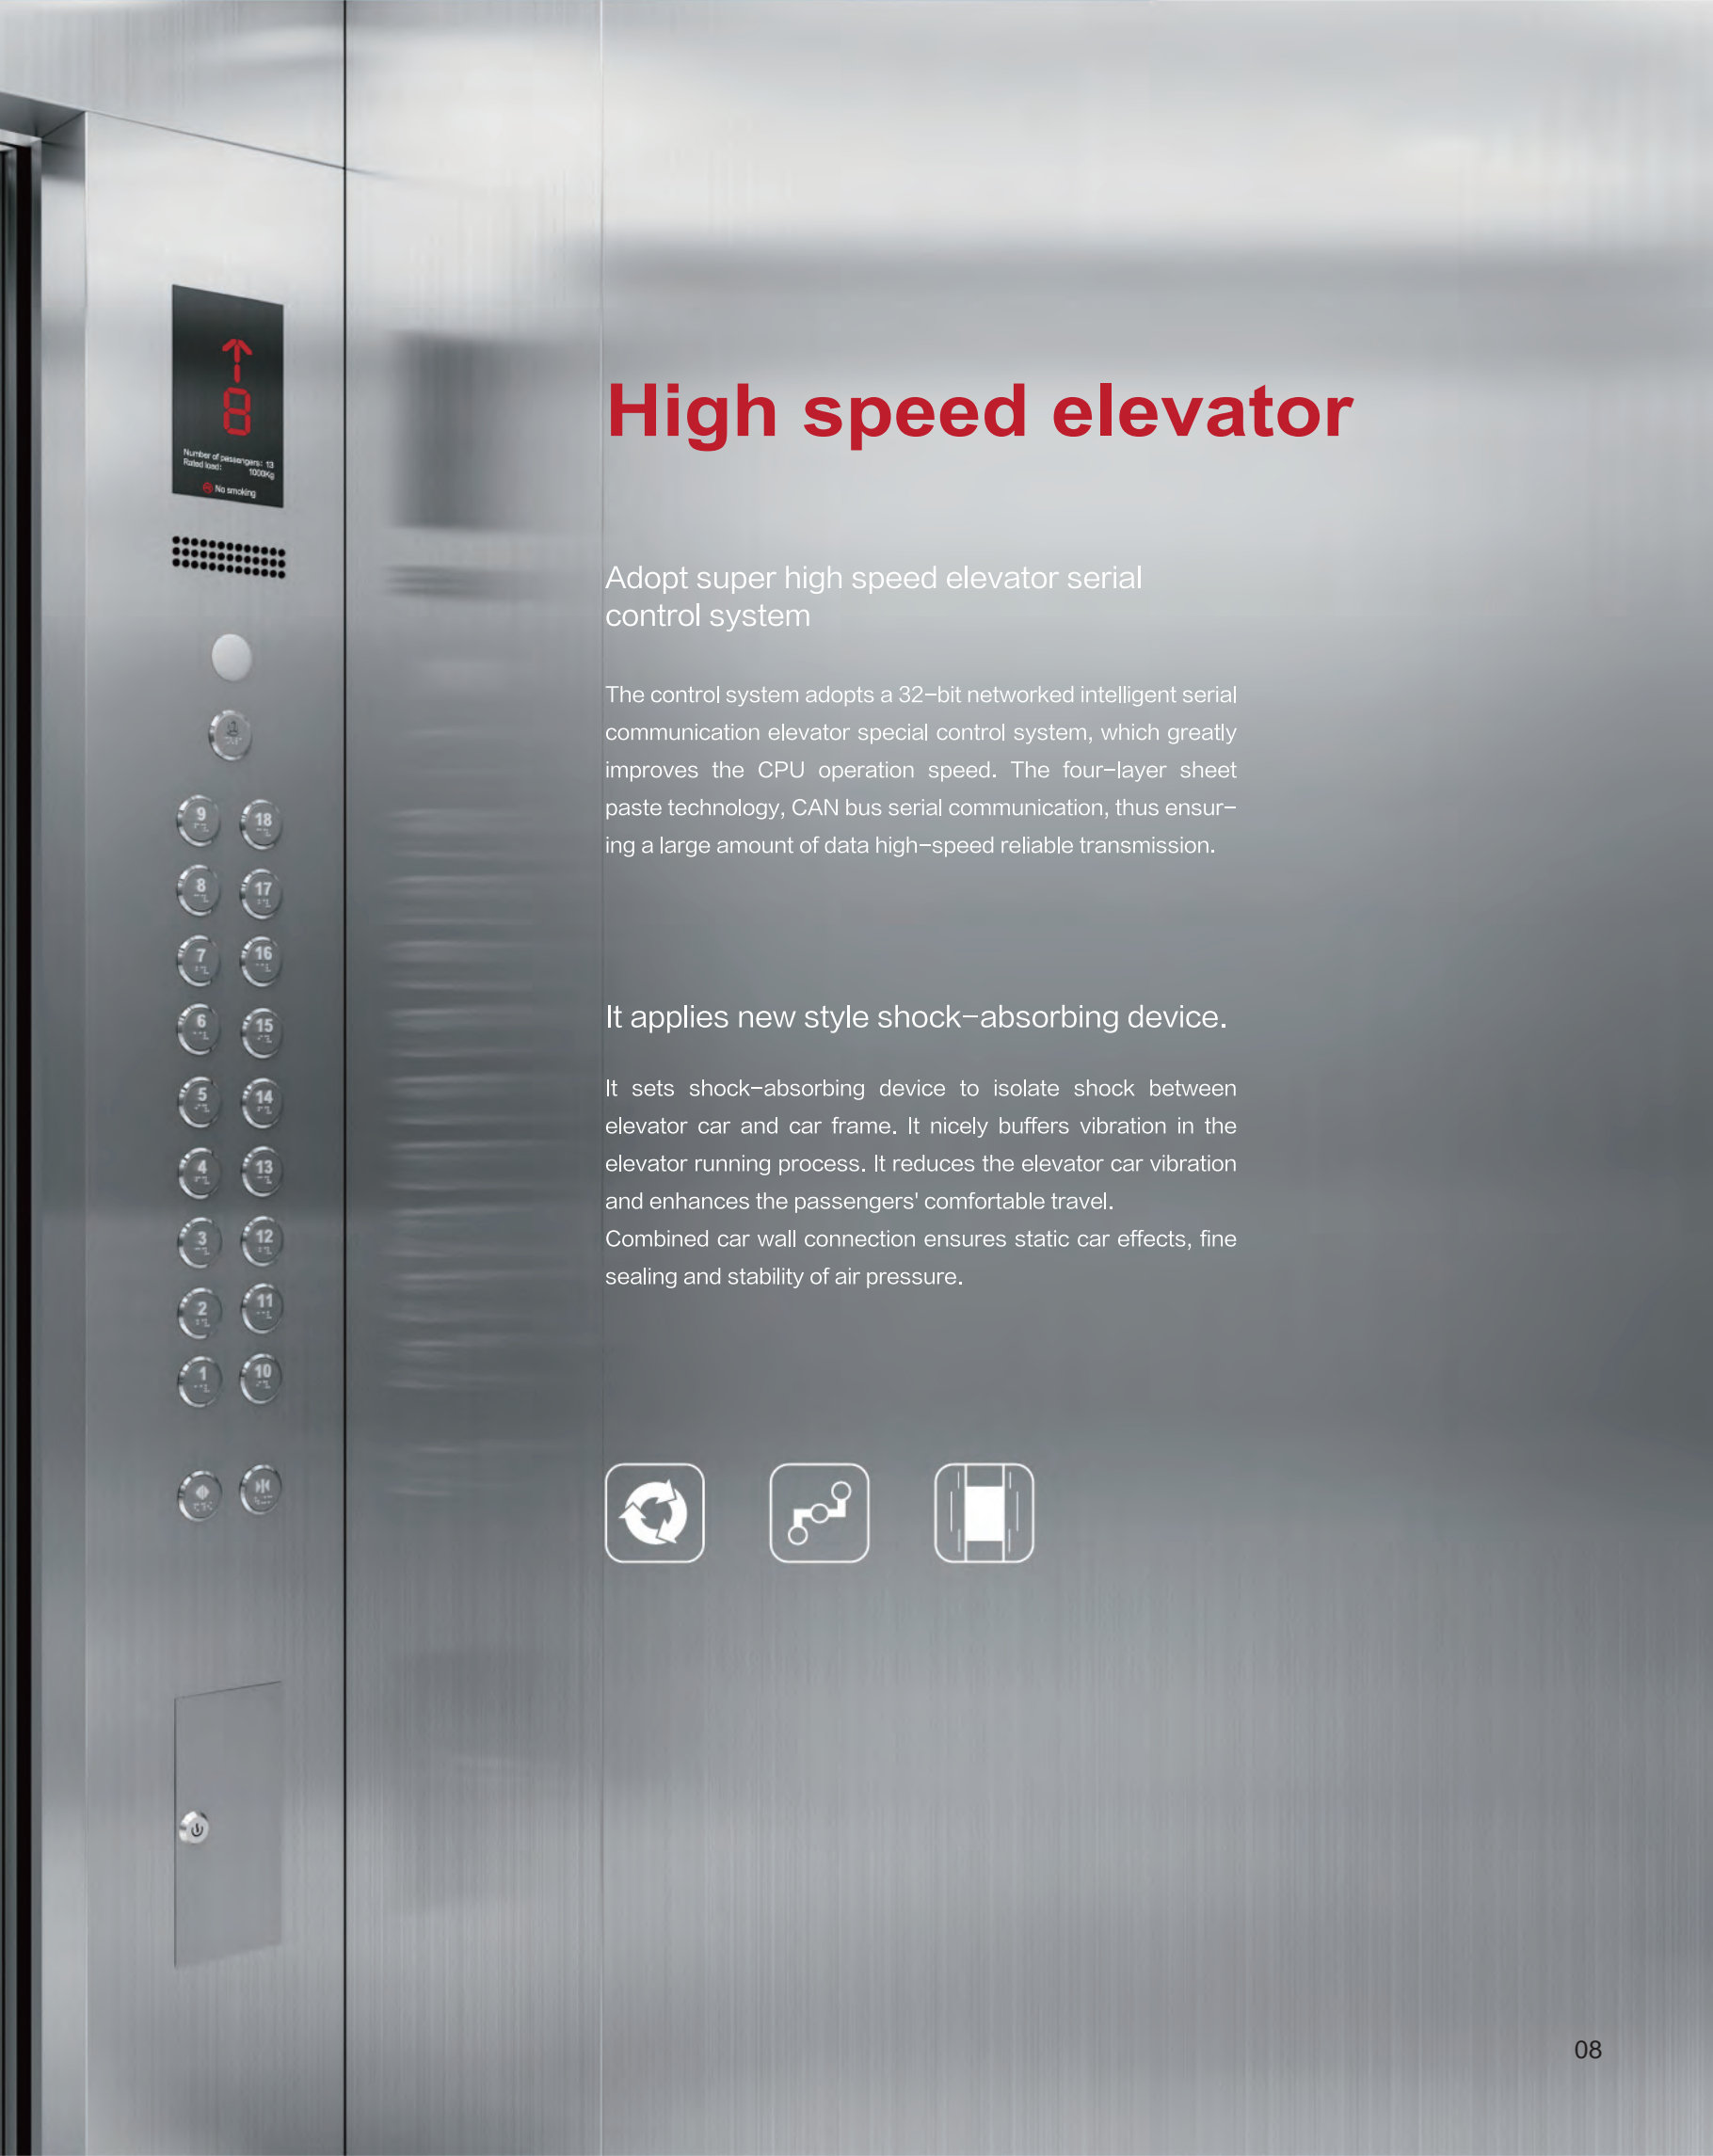 Number of passengers: 13
Rated load: 1000Kg
No smoking
9 18
8 17
7 16
6 15
5 14
4 13
3 12
2 11
1 10
High speed elevator
Adopt super high speed elevator serial
control system
The control system adopts a 32-bit networked intelligent serial
communication elevator special control system, which greatly
improves the CPU operation speed. The four-layer sheet
paste technology, CAN bus serial communication, thus ensur-
ing a large amount of data high-speed reliable transmission.
It applies new style shock-absorbing device.
It sets shock-absorbing device to isolate shock between
elevator car and car frame. It nicely buffers vibration in the
elevator running process. It reduces the elevator car vibration
and enhances the passengers' comfortable travel.
Combined car wall connection ensures static car effects, fine
sealing and stability of air pressure.
08